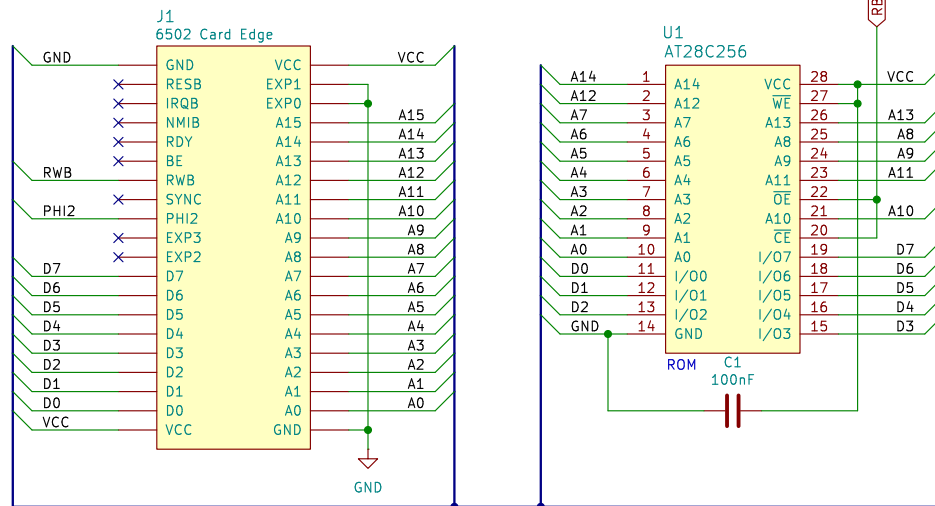 J1
6502 Card Edge
GND GND VCC VCC
RESB EXP1
IRQB EXP0
NMIB A15 A15
RDY A14 A14
BE A13 A13
RWB RWB A12 A12
SYNC A11 A11
PHI2 PHI2 A10 A10
EXP3 A9 A9
EXP2 A8 A8
D7 D7 A7 A7
D6 D6 A6 A6
D5 D5 A5 A5
D4 D4 A4 A4
D3 D3 A3 A3
D2 D2 A2 A2
D1 D1 A1 A1
D0 D0 A0 A0
VCC VCC GND
GND
U1
AT28C256
A14 1 A14 VCC 28 VCC
A12 2 A12 WE 27
A7 3 A7 A13 26 A13
A6 4 A6 A8 25 A8
A5 5 A5 A9 24 A9
A4 6 A4 A11 23 A11
A3 7 A3 OE 22
A2 8 A2 A10 21 A10
A1 9 A1 CE 20
A0 10 A0 I/O7 19 D7
D0 11 I/O0 I/O6 18 D6
D1 12 I/O1 I/O5 17 D5
D2 13 I/O2 I/O4 16 D4
GND 14 GND I/O3 15 D3
ROM
C1
100nF